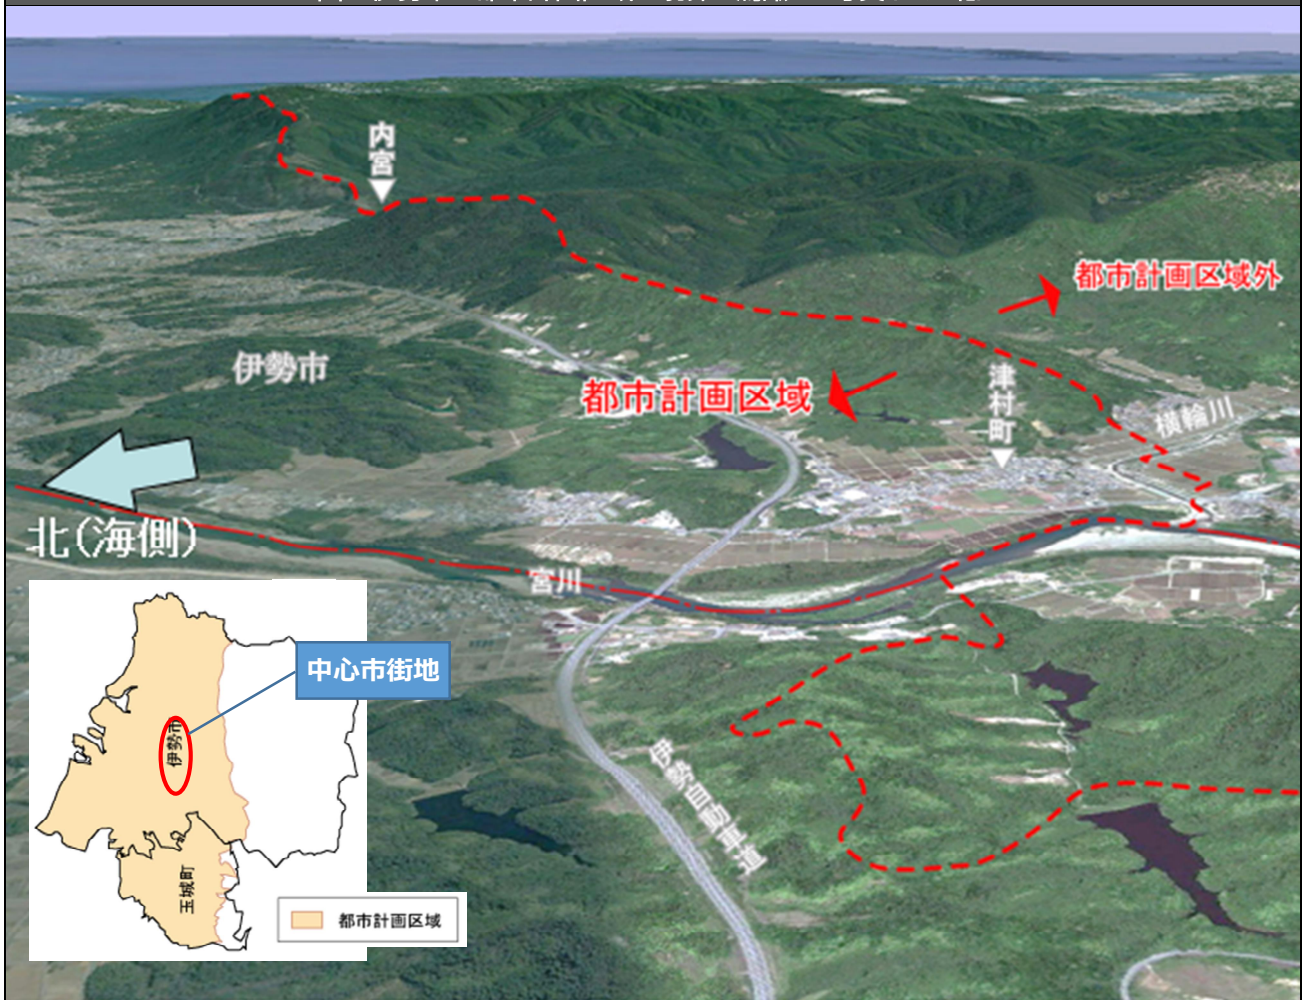 内宮
都市計画区域外
伊勢市
都市計画区域
津村町
横輪川
北(海側)
宮川
中心市街地
伊勢市
伊勢自動車道
玉城町
都市計画区域